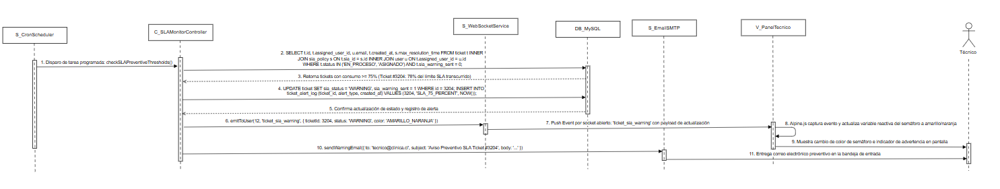 S_CronScheduler
C_SLAMonitorController
S_WebSocketService
DB_MySQL
S_EmailSMTP
V_PanelTecnico
Técnico
1. Disparo de tarea programada: checkSLAPreventiveThresholds()
2. SELECT t.id, t.assigned_user_id, u.email, t.created_at, s.max_resolution_time FROM ticket t INNER
JOIN sla_policy s ON t.sla_id = s.id INNER JOIN user u ON t.assigned_user_id = u.id
WHERE t.status IN ('EN_PROCESO', 'ASIGNADO') AND t.sla_warning_sent = 0;
3. Retorna tickets con consumo >= 75% (Ticket #3204: 78% del límite SLA transcurrido)
4. UPDATE ticket SET sla_status = 'WARNING', sla_warning_sent = 1 WHERE id = 3204; INSERT INTO
ticket_alert_log (ticket_id, alert_type, created_at) VALUES (3204, 'SLA_75_PERCENT', NOW());
5. Confirma actualización de estado y registro de alerta
6. emitToUser(12, 'ticket_sla_warning', { ticketId: 3204, status: 'WARNING', color: 'AMARILLO_NARANJA' })
7. Push Event por socket abierto: 'ticket_sla_warning' con payload de actualización
8. Alpine.js captura evento y actualiza variable reactiva del semáforo a amarillo/naranja
9. Muestra cambio de color de semáforo e indicador de advertencia en pantalla
10. sendWarningEmail({ to: 'tecnico@clinica.cl', subject: 'Aviso Preventivo SLA Ticket #3204', body: '...' })
11. Entrega correo electrónico preventivo en la bandeja de entrada